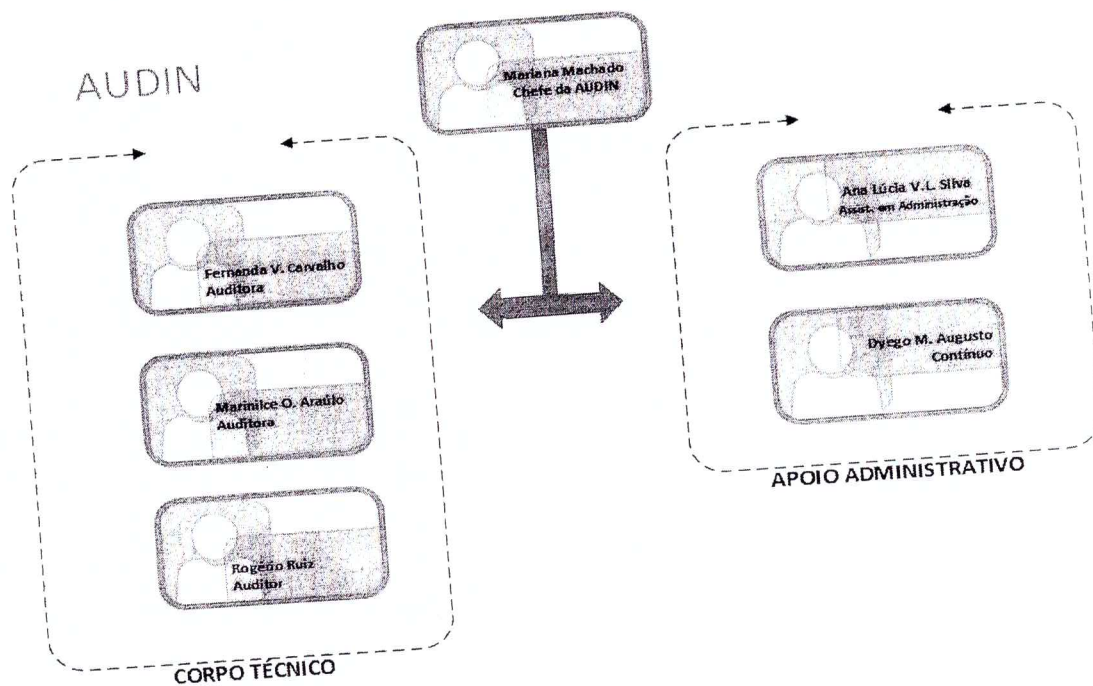 AUDIN
Mariana Machado
Chefe da AUDIN
Fernanda V. Carvalho
Auditora
Marinilce O. Araújo
Auditora
Rogério Ruiz
Auditor
CORPO TÉCNICO
Ana Lúcia V.L. Silva
Assist. em Administração
Dyego M. Augusto
Contínuo
APOIO ADMINISTRATIVO